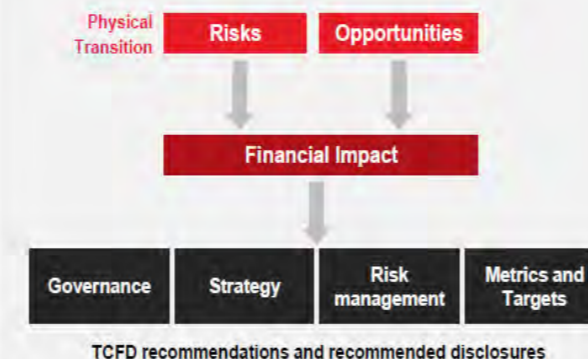 Physical
Transition
Risks
Opportunities
Financial Impact
Governance
Strategy
Risk
management
Metrics and
Targets
TCFD recommendations and recommended disclosures